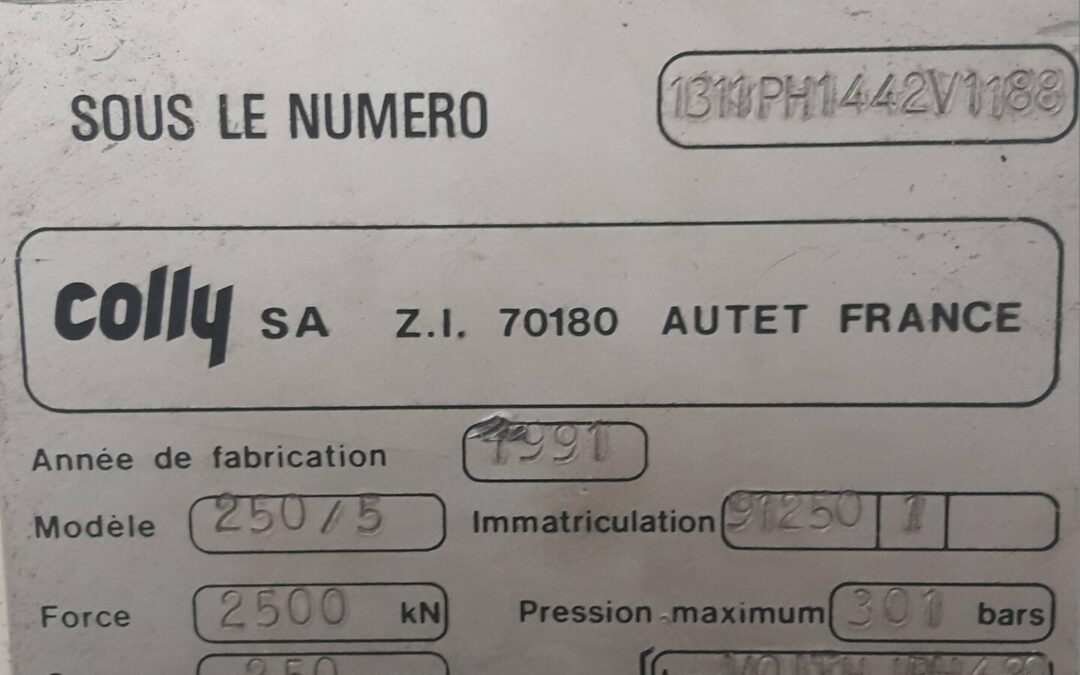 SOUS LE NUMERO 1311PH1442V1188
colly SA Z.I. 70180 AUTET FRANCE
Année de fabrication 1991
Modèle 250/5 Immatriculation 91250 1
Force 2500 kN Pression maximum 301 bars
250